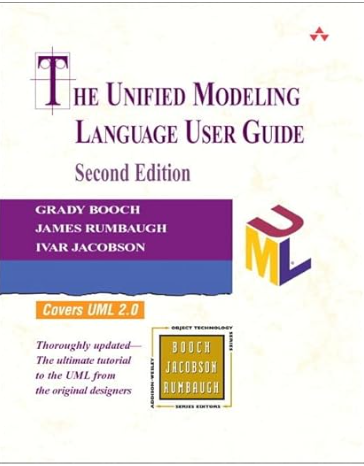 THE UNIFIED MODELING
LANGUAGE USER GUIDE
Second Edition
GRADY BOOCH
JAMES RUMBAUGH
IVAR JACOBSON
UML
Covers UML 2.0
Thoroughly updated—
The ultimate tutorial
to the UML from
the original designers
OBJECT TECHNOLOGY
SERIES
BOOCH
JACOBSON
RUMBAUGH
ADDISON-WESLEY
SERIES EDITORS